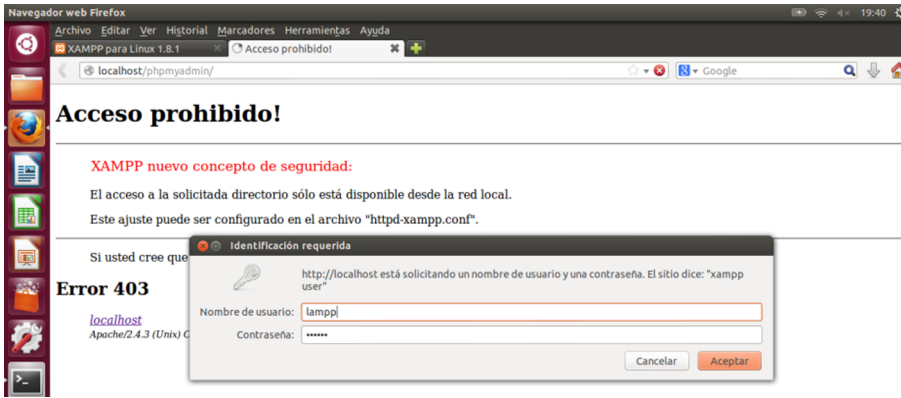 Navegador web Firefox 19:40
Archivo Editar Ver Historial Marcadores Herramientas Ayuda
XAMPP para Linux 1.8.1 Acceso prohibido!
localhost/phpmyadmin/ Google
Acceso prohibido!
XAMPP nuevo concepto de seguridad:
El acceso a la solicitada directorio sólo está disponible desde la red local.
Este ajuste puede ser configurado en el archivo "httpd-xampp.conf".
Si usted cree que
Identificación requerida
http://localhost está solicitando un nombre de usuario y una contraseña. El sitio dice: "xampp
user"
Nombre de usuario: lampp
Contraseña: ••••••
Cancelar Aceptar
Error 403
localhost
Apache/2.4.3 (Unix)